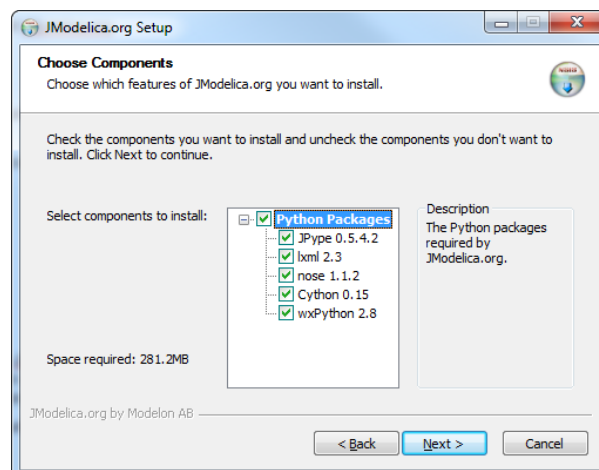 JModelica.org Setup
Choose Components
Choose which features of JModelica.org you want to install.
Check the components you want to install and uncheck the components you don't want to
install. Click Next to continue.
Select components to install:
Python Packages
JPype 0.5.4.2
lxml 2.3
nose 1.1.2
Cython 0.15
wxPython 2.8
Description
The Python packages
required by
JModelica.org.
Space required: 281.2MB
JModelica.org by Modelon AB
< Back
Next >
Cancel